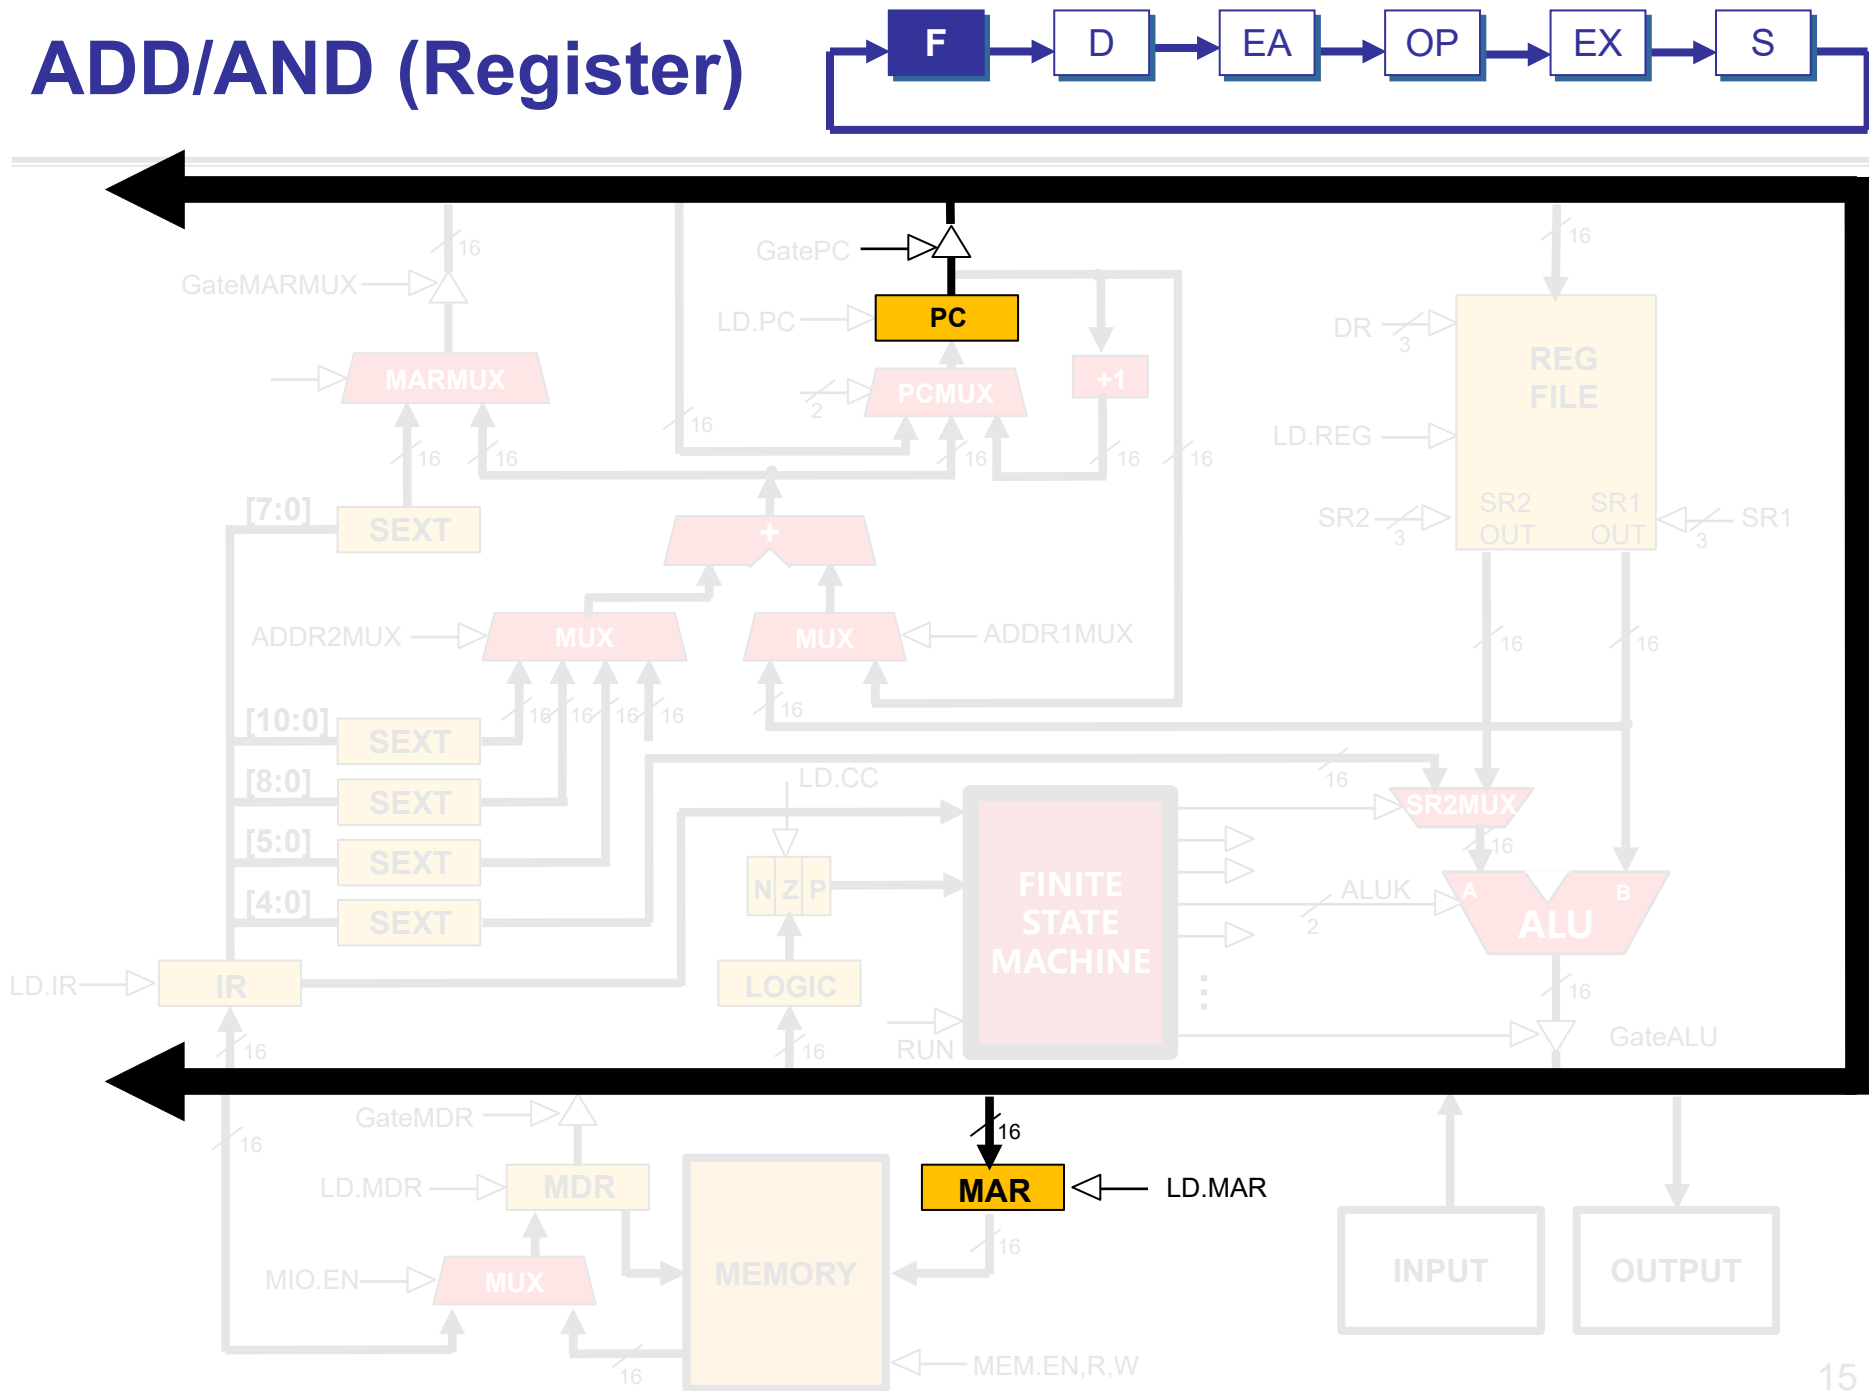 ADD/AND (Register)
F D EA OP EX S
16
16
GatePC
GateMARMUX
LD.PC
PC
DR
3
REG
FILE
MARMUX
2
PCMUX
+1
16
LD.REG
16
16
16
16
16
[7:0]
SEXT
SR2
3
SR2
OUT
SR1
OUT
3
SR1
+
ADDR2MUX
MUX
MUX
ADDR1MUX
16
16
[10:0]
SEXT
16
16
16
16
16
[8:0]
SEXT
LD.CC
16
SR2MUX
[5:0]
SEXT
16
N Z P
FINITE
STATE
MACHINE
ALUK
2
A
B
ALU
[4:0]
SEXT
LD.IR
IR
LOGIC
⋮
16
16
16
RUN
GateALU
GateMDR
16
16
LD.MDR
MDR
MAR
LD.MAR
16
MIO.EN
MUX
MEMORY
INPUT
OUTPUT
16
MEM.EN,R,W
15